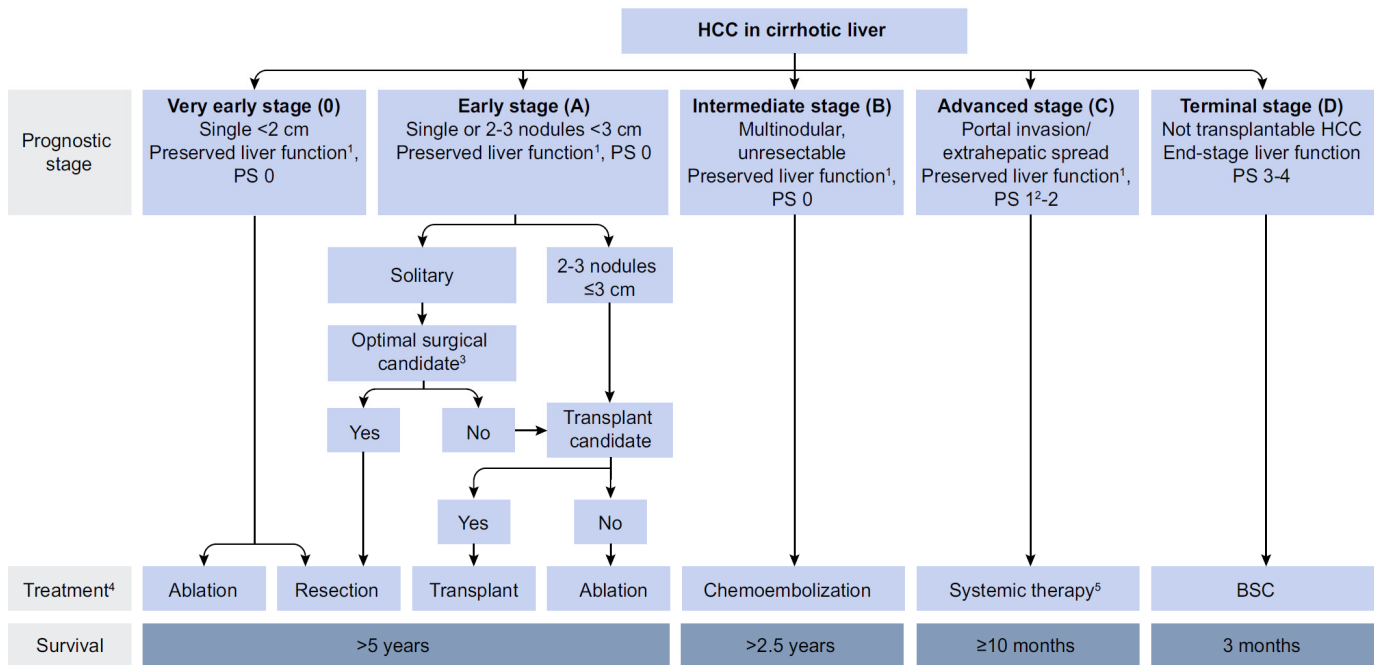 HCC in cirrhotic liver
Prognostic
stage
Very early stage (0)
Single <2 cm
Preserved liver function¹,
PS 0
Early stage (A)
Single or 2-3 nodules <3 cm
Preserved liver function¹, PS 0
Intermediate stage (B)
Multinodular,
unresectable
Preserved liver function¹,
PS 0
Advanced stage (C)
Portal invasion/
extrahepatic spread
Preserved liver function¹,
PS 1²-2
Terminal stage (D)
Not transplantable HCC
End-stage liver function
PS 3-4
Solitary
2-3 nodules
≤3 cm
Optimal surgical
candidate³
Yes
No
Transplant
candidate
Yes
No
Treatment⁴
Ablation
Resection
Transplant
Ablation
Chemoembolization
Systemic therapy⁵
BSC
Survival
>5 years
>2.5 years
≥10 months
3 months